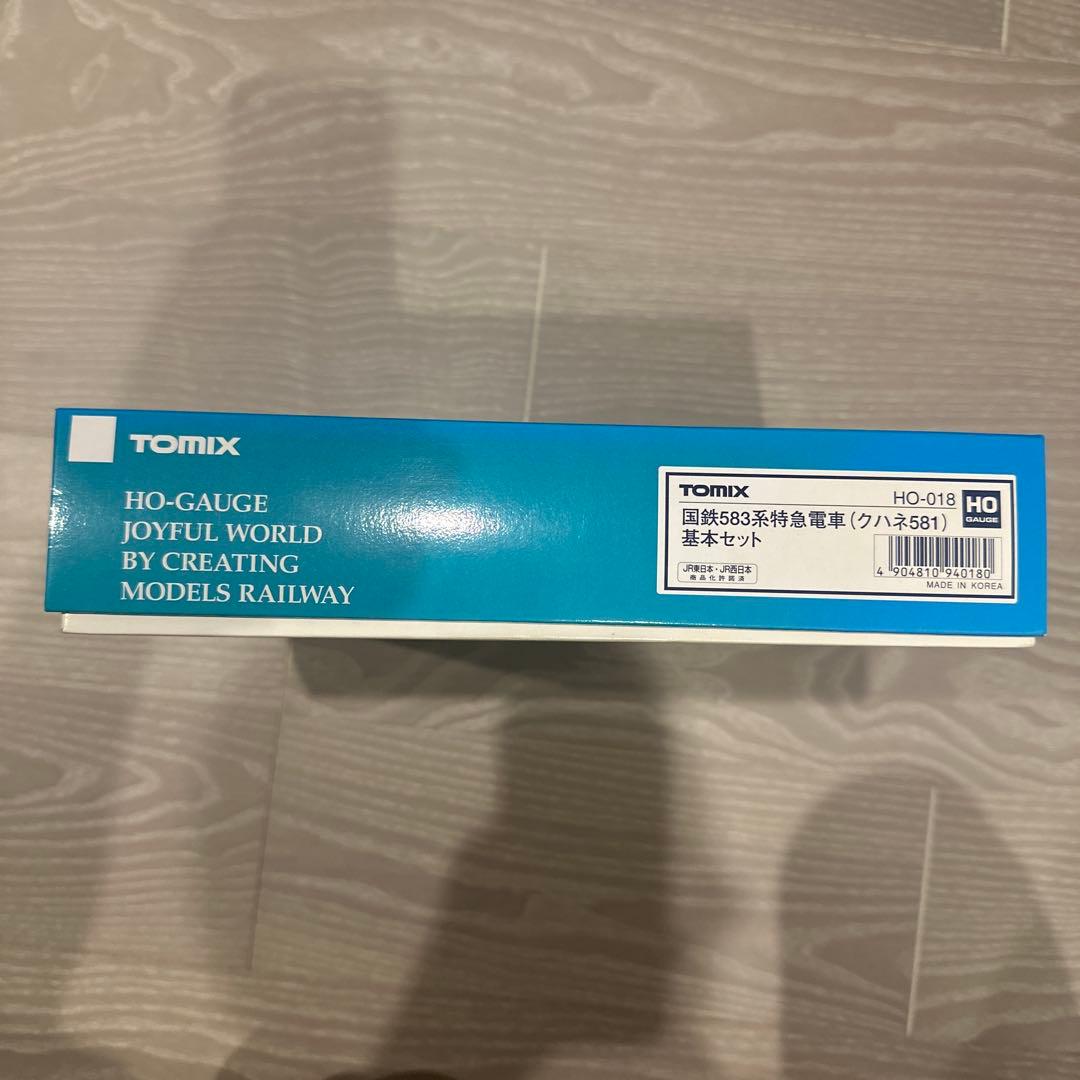 TOMIX
HO-GAUGE
JOYFUL WORLD
BY CREATING
MODELS RAILWAY
TOMIX
HO-018
HO
GAUGE
国鉄583系特急電車(クハネ581)
基本セット
JR東日本・JR西日本
商品化許諾済
4 904810 940180
MADE IN KOREA